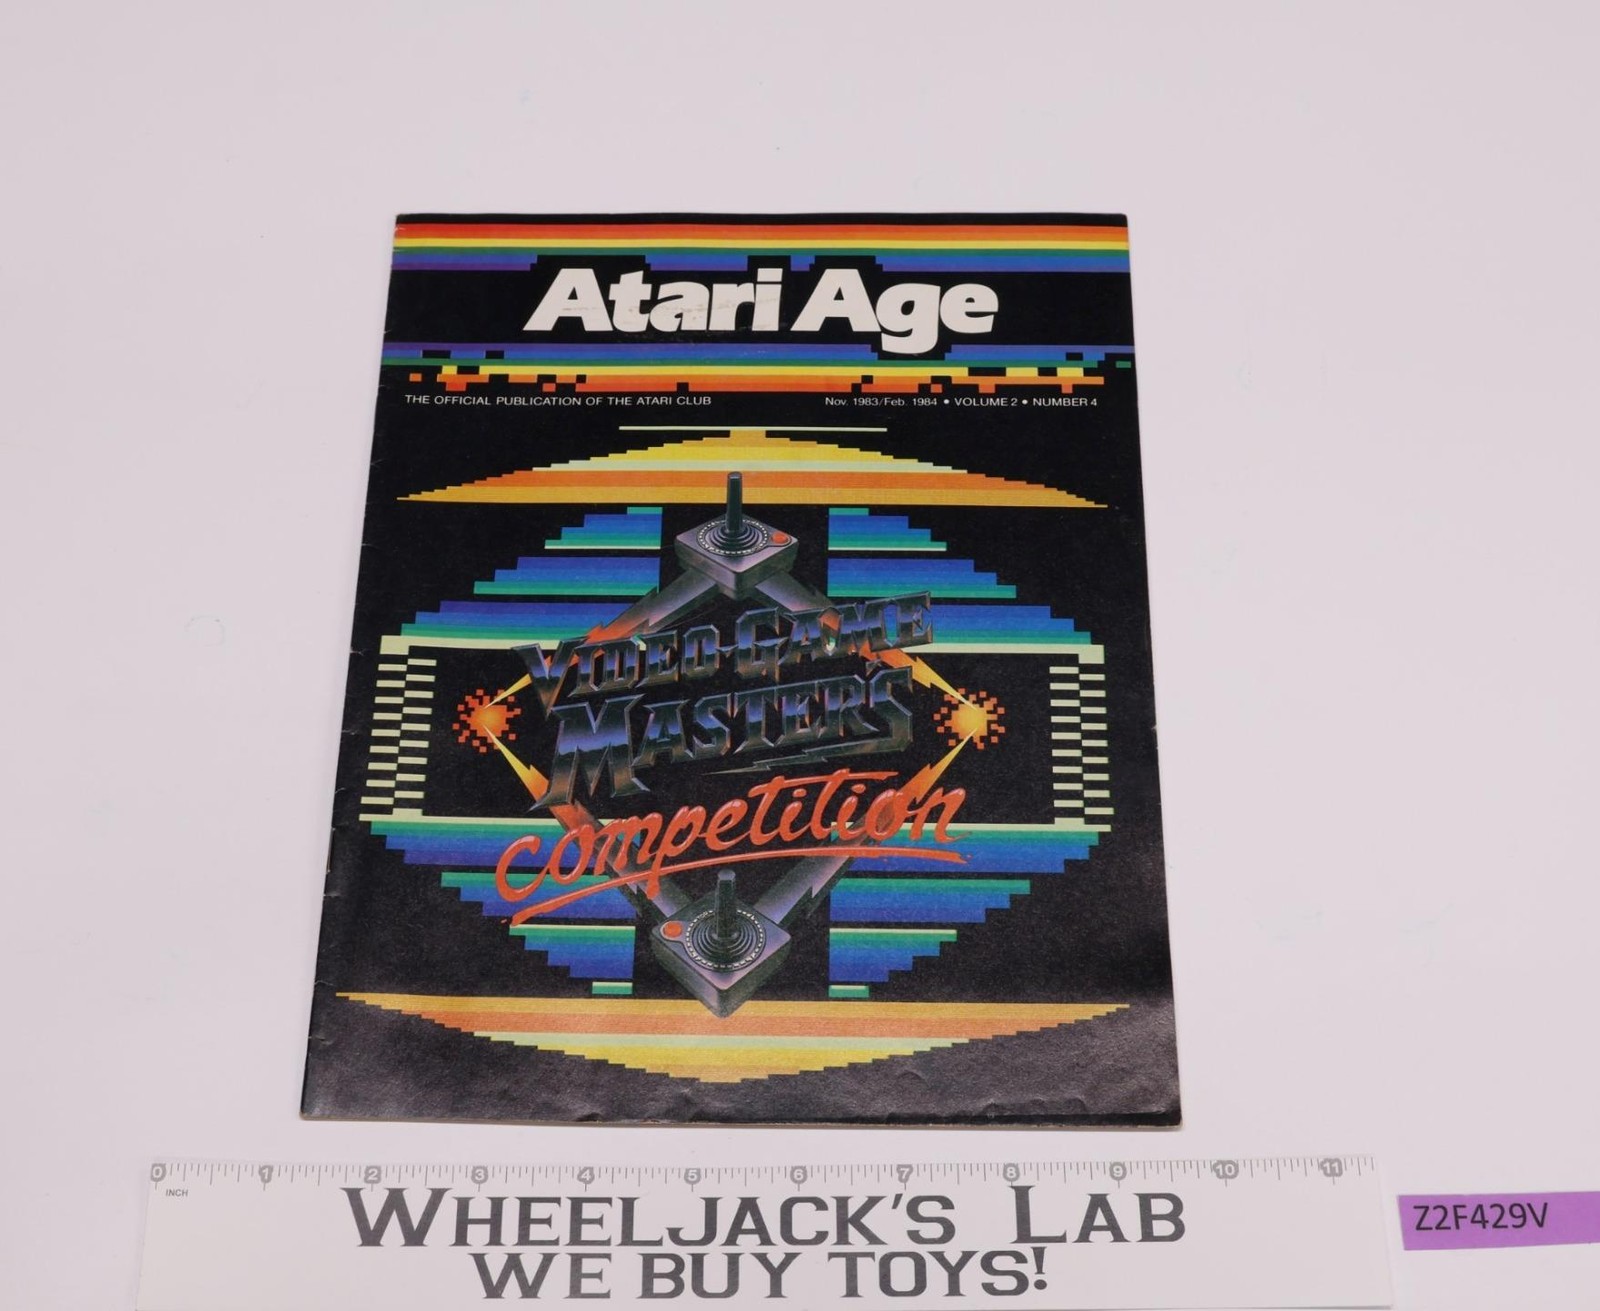 Atari Age
THE OFFICIAL PUBLICATION OF THE ATARI CLUB
Nov. 1983/Feb. 1984 • VOLUME 2 • NUMBER 4
VIDEO-GAME
MASTER'S
competition
0 1 2 3 4 5 6 7 8 9 10 11
INCH
WHEELJACK'S LAB
WE BUY TOYS!
Z2F429V